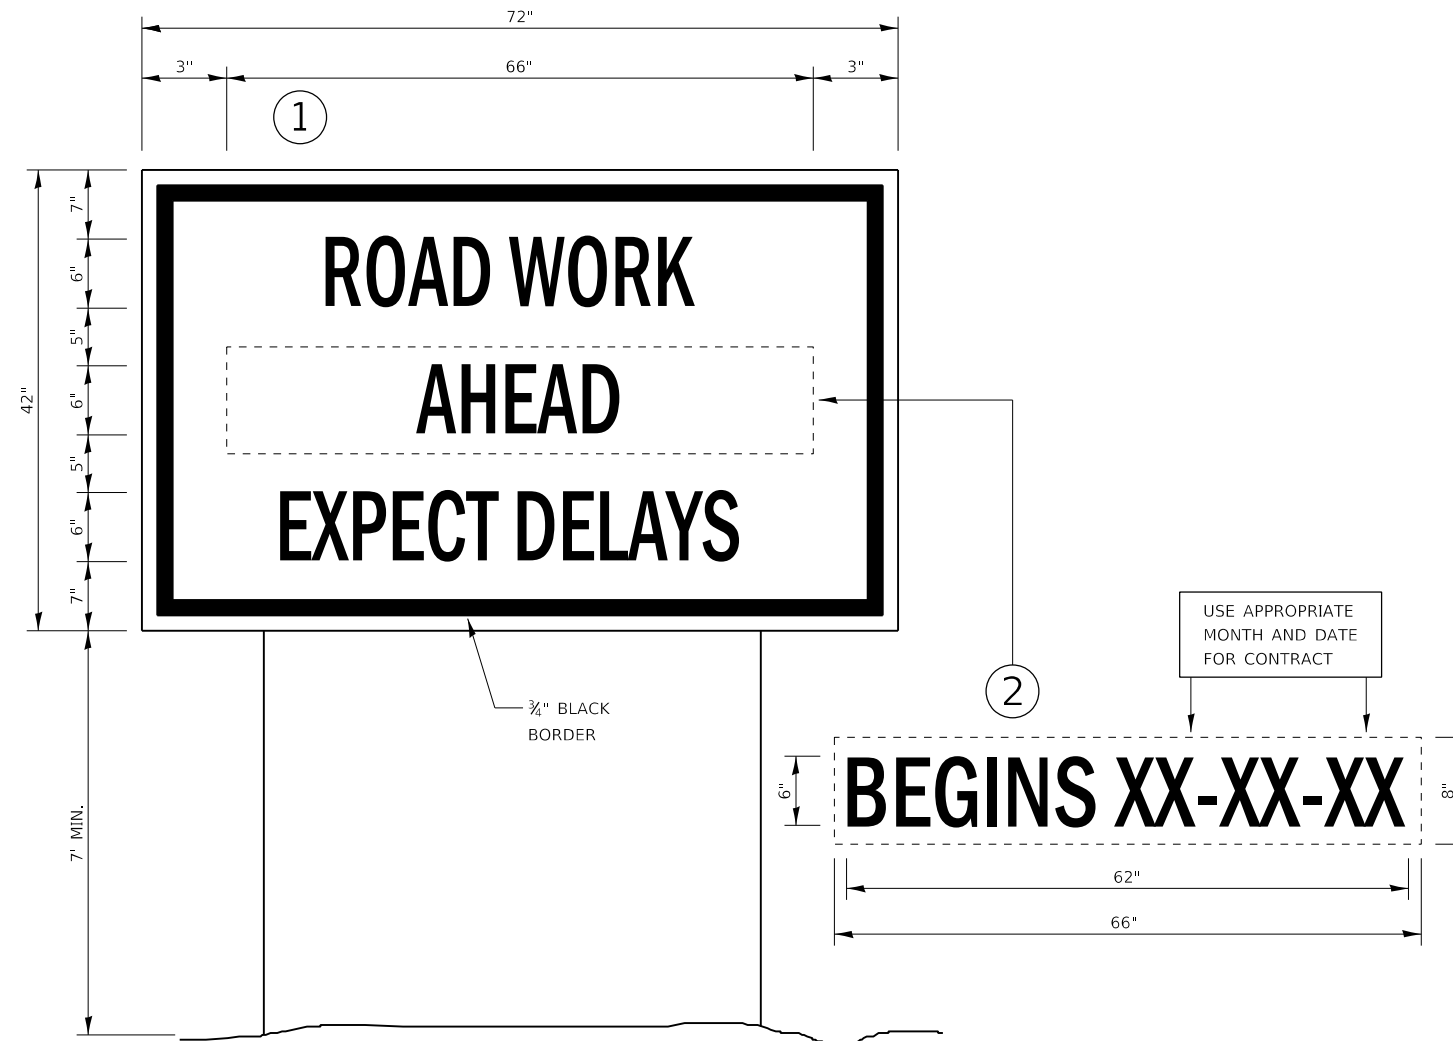 72"
3" 66" 3"
1
7"
6"
5"
6"
5"
6"
7"
42"
7' MIN.
ROAD WORK
AHEAD
EXPECT DELAYS
¾" BLACK
BORDER
2
USE APPROPRIATE
MONTH AND DATE
FOR CONTRACT
BEGINS XX-XX-XX
6"
8"
62"
66"